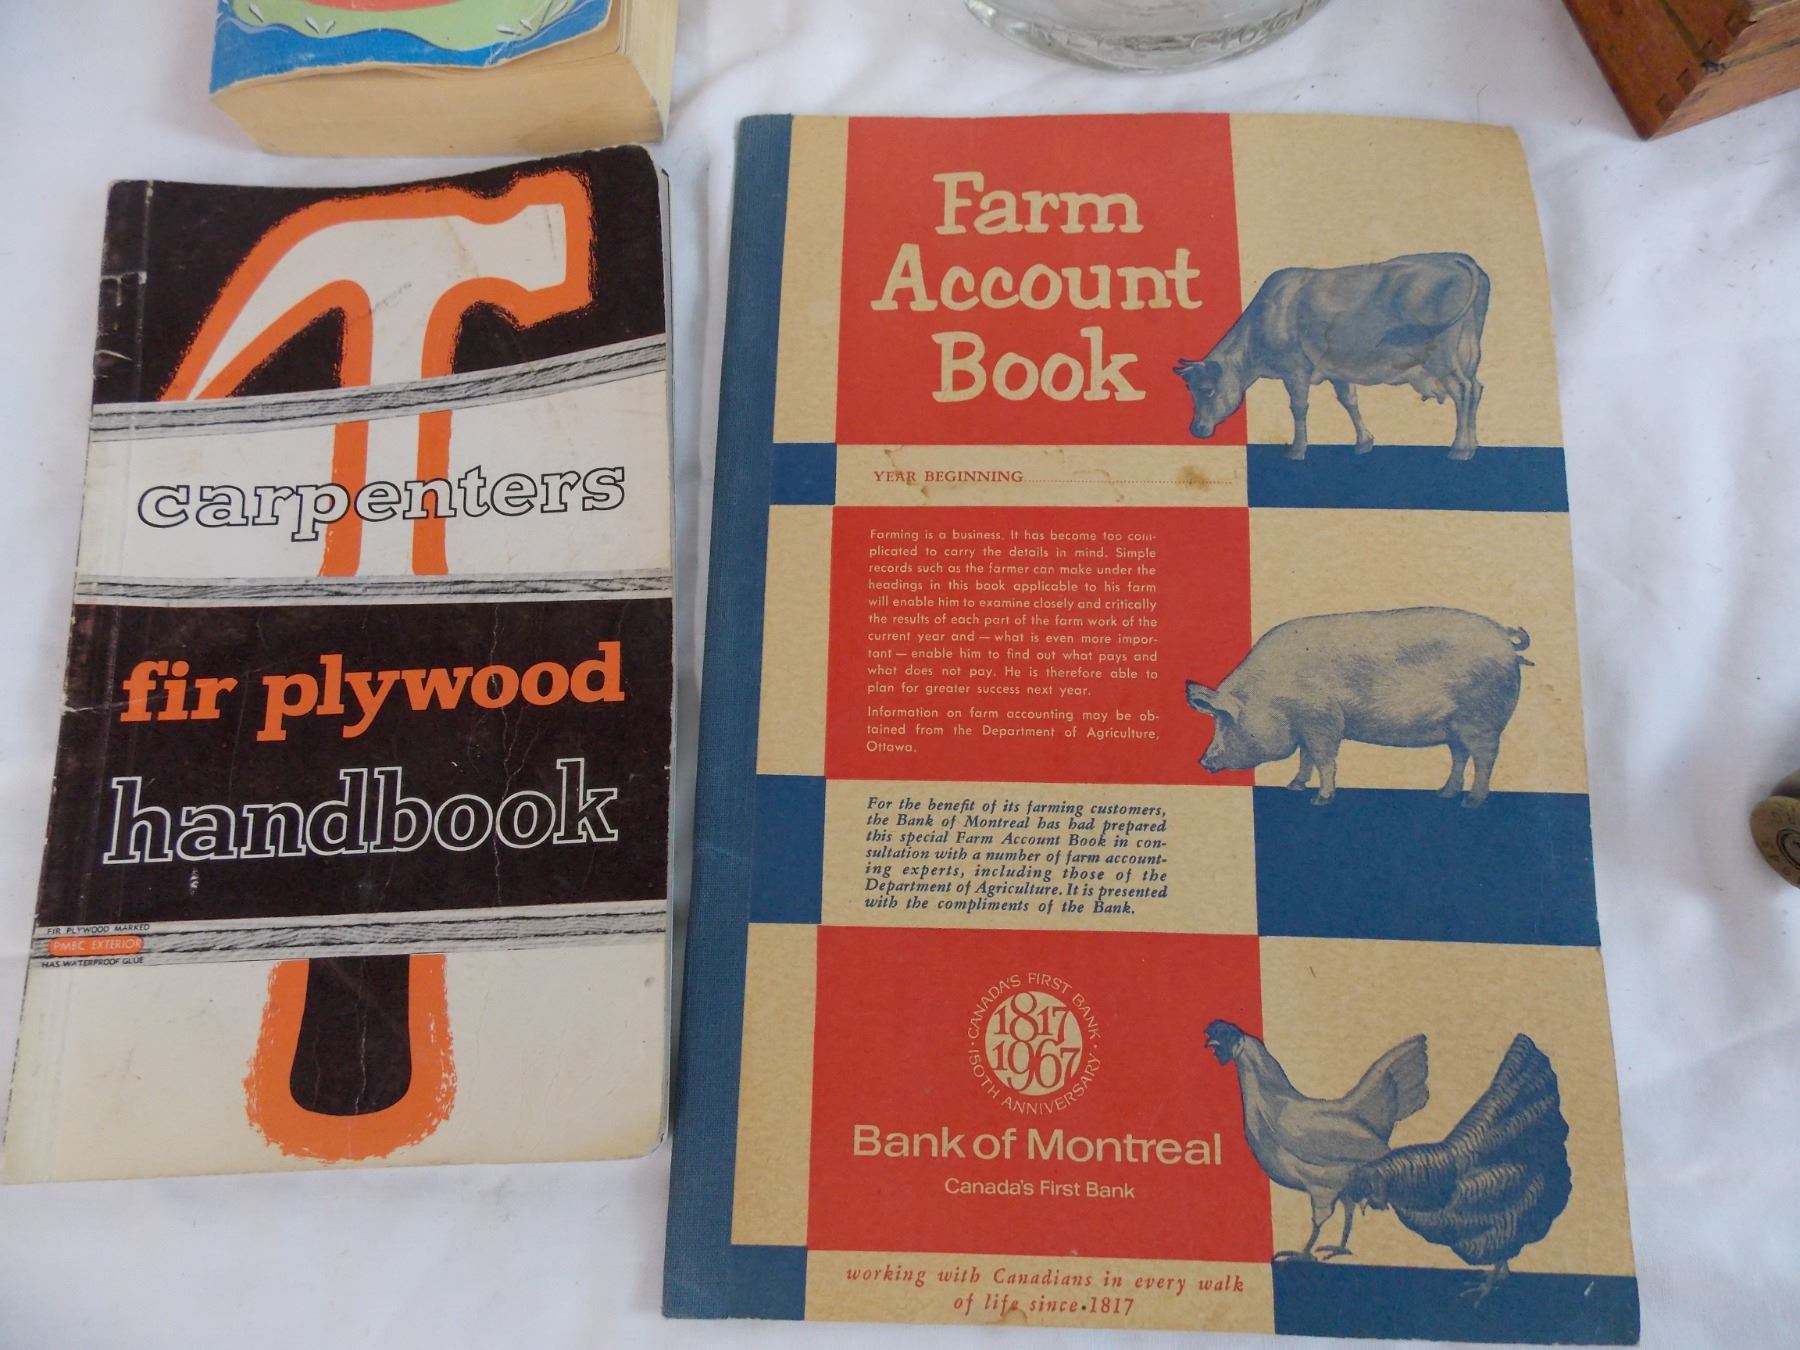 carpenters
fir plywood
handbook
FIR PLYWOOD MARKED
PMBC EXTERIOR
HAS WATERPROOF GLUE
Farm
Account
Book
YEAR BEGINNING
Farming is a business. It has become too com-
plicated to carry the details in mind. Simple
records such as the farmer can make under the
headings in this book applicable to his farm
will enable him to examine closely and critically
the results of each part of the farm work of the
current year and — what is even more impor-
tant — enable him to find out what pays and
what does not pay. He is therefore able to
plan for greater success next year.
Information on farm accounting may be ob-
tained from the Department of Agriculture,
Ottawa.
For the benefit of its farming customers,
the Bank of Montreal has had prepared
this special Farm Account Book in con-
sultation with a number of farm account-
ing experts, including those of the
Department of Agriculture. It is presented
with the compliments of the Bank.
CANADA'S FIRST BANK
1817
1967
150TH ANNIVERSARY
Bank of Montreal
Canada's First Bank
working with Canadians in every walk
of life since 1817